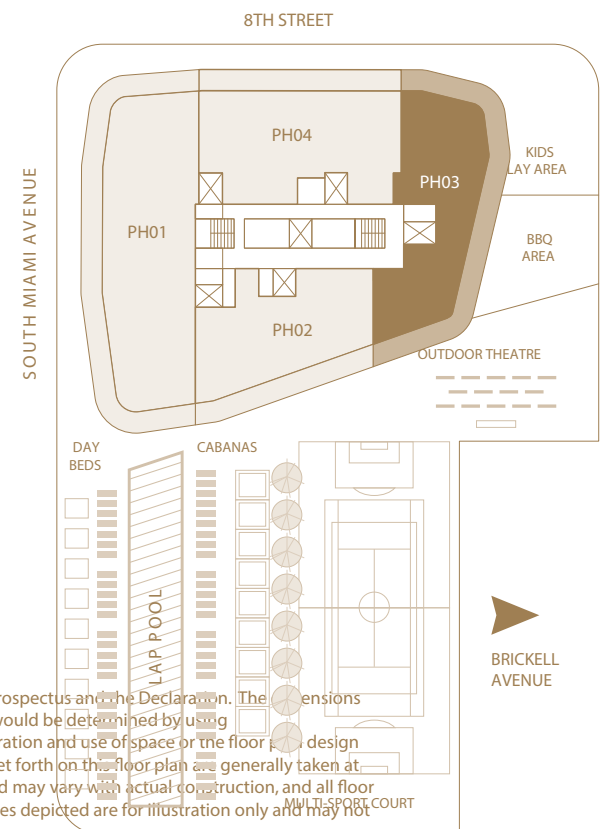 8TH STREET
SOUTH MIAMI AVENUE
PH04
PH03
KIDS
LAY AREA
PH01
BBQ
AREA
PH02
OUTDOOR THEATRE
DAY
BEDS
CABANAS
LAP POOL
BRICKELL
AVENUE
rospectus and the Declaration. The ensions
would be determined by using
ration and use of space or the floor design
et forth on this floor plan are generally taken at
d may vary with actual construction, and all floor
es depicted are for illustration only and may not
MULTI-SPORT COURT